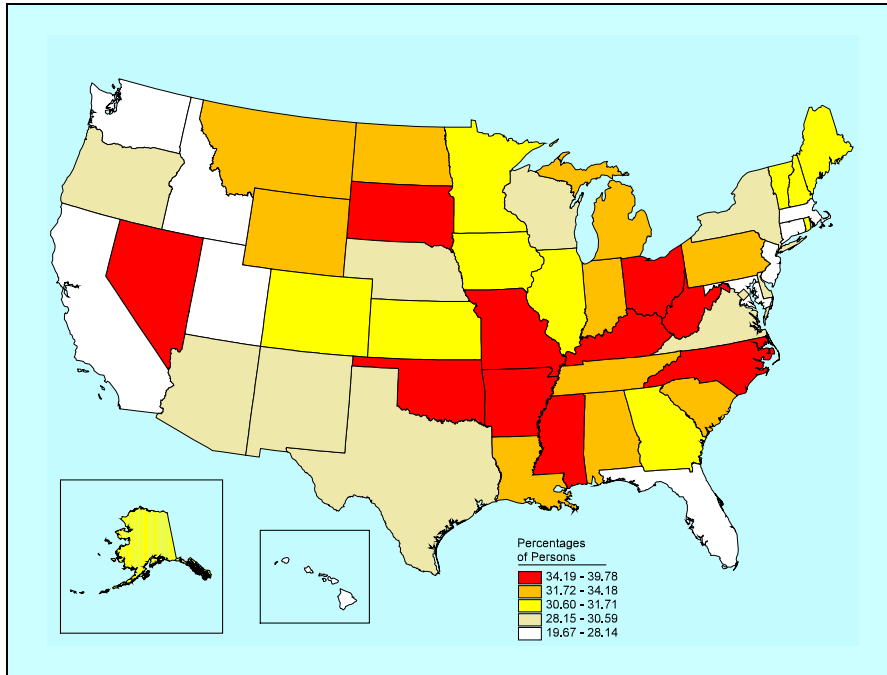 Percentages
of Persons
34.19 - 39.78
31.72 - 34.18
30.60 - 31.71
28.15 - 30.59
19.67 - 28.14